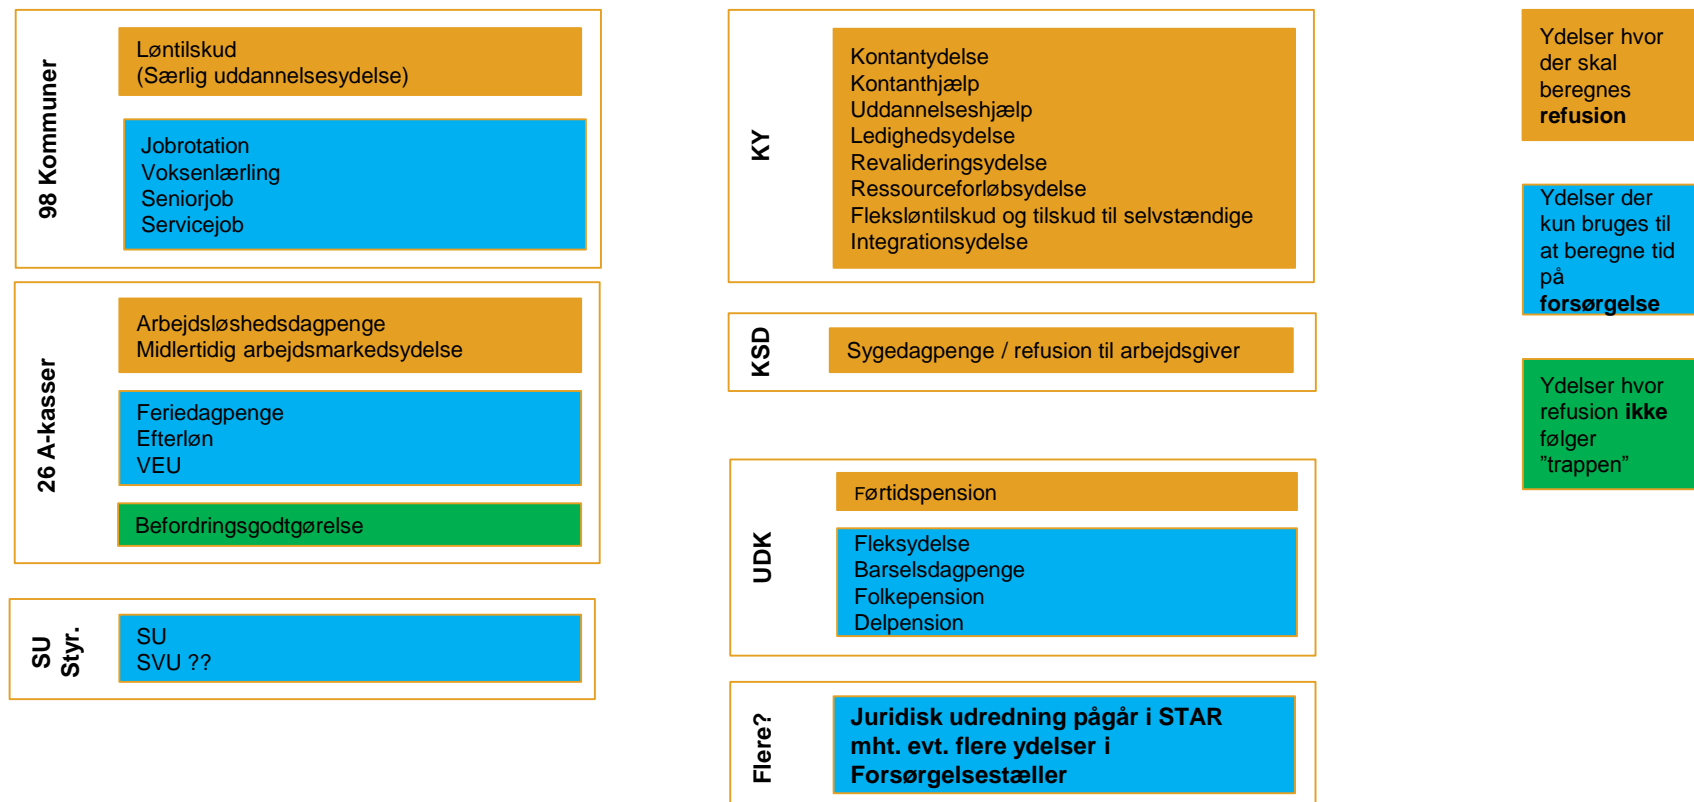 98 Kommuner
Løntilskud
(Særlig uddannelsesydelse)
Jobrotation
Voksenlærling
Seniorjob
Servicejob
26 A-kasser
Arbejdsløshedsdagpenge
Midlertidig arbejdsmarkedsydelse
Feriedagpenge
Efterløn
VEU
Befordringsgodtgørelse
SU
Styr.
SU
SVU ??
KY
Kontantydelse
Kontanthjælp
Uddannelseshjælp
Ledighedsydelse
Revalideringsydelse
Ressourceforløbsydelse
Fleksløntilskud og tilskud til selvstændige
Integrationsydelse
KSD
Sygedagpenge / refusion til arbejdsgiver
UDK
Førtidspension
Fleksydelse
Barselsdagpenge
Folkepension
Delpension
Flere?
Juridisk udredning pågår i STAR
mht. evt. flere ydelser i
Forsørgelsestæller
Ydelser hvor
der skal
beregnes
refusion
Ydelser der
kun bruges til
at beregne tid
på
forsørgelse
Ydelser hvor
refusion ikke
følger
”trappen”